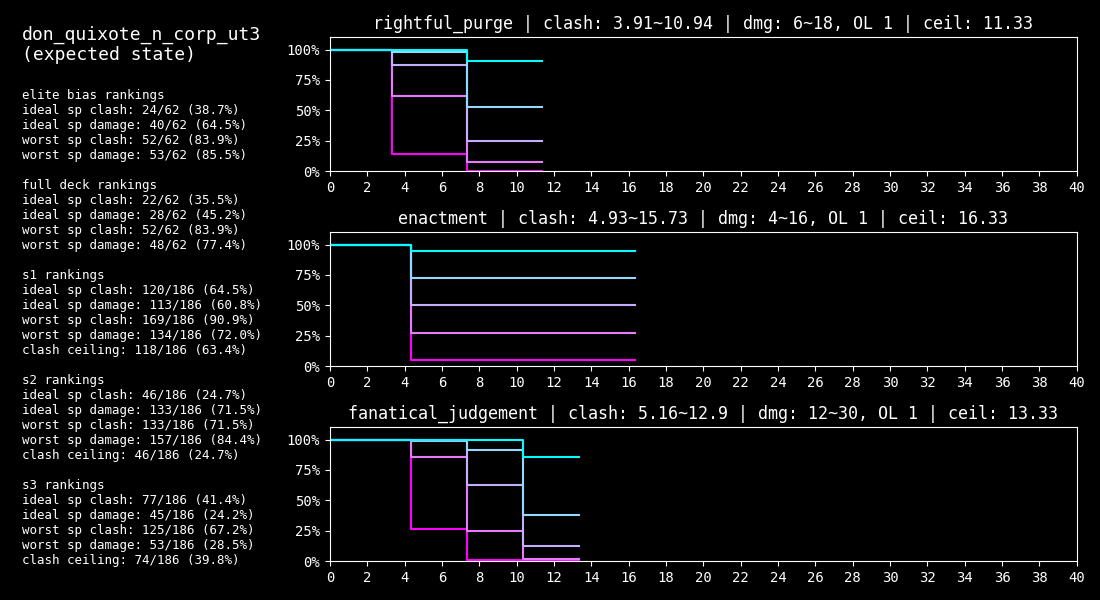 don_quixote_n_corp_ut3
(expected state)
elite bias rankings
ideal sp clash: 24/62 (38.7%)
ideal sp damage: 40/62 (64.5%)
worst sp clash: 52/62 (83.9%)
worst sp damage: 53/62 (85.5%)
full deck rankings
ideal sp clash: 22/62 (35.5%)
ideal sp damage: 28/62 (45.2%)
worst sp clash: 52/62 (83.9%)
worst sp damage: 48/62 (77.4%)
s1 rankings
ideal sp clash: 120/186 (64.5%)
ideal sp damage: 113/186 (60.8%)
worst sp clash: 169/186 (90.9%)
worst sp damage: 134/186 (72.0%)
clash ceiling: 118/186 (63.4%)
s2 rankings
ideal sp clash: 46/186 (24.7%)
ideal sp damage: 133/186 (71.5%)
worst sp clash: 133/186 (71.5%)
worst sp damage: 157/186 (84.4%)
clash ceiling: 46/186 (24.7%)
s3 rankings
ideal sp clash: 77/186 (41.4%)
ideal sp damage: 45/186 (24.2%)
worst sp clash: 125/186 (67.2%)
worst sp damage: 53/186 (28.5%)
clash ceiling: 74/186 (39.8%)
rightful_purge | clash: 3.91~10.94 | dmg: 6~18, OL 1 | ceil: 11.33
100%
75%
50%
25%
0%
0 2 4 6 8 10 12 14 16 18 20 22 24 26 28 30 32 34 36 38 40
enactment | clash: 4.93~15.73 | dmg: 4~16, OL 1 | ceil: 16.33
100%
75%
50%
25%
0%
0 2 4 6 8 10 12 14 16 18 20 22 24 26 28 30 32 34 36 38 40
fanatical_judgement | clash: 5.16~12.9 | dmg: 12~30, OL 1 | ceil: 13.33
100%
75%
50%
25%
0%
0 2 4 6 8 10 12 14 16 18 20 22 24 26 28 30 32 34 36 38 40